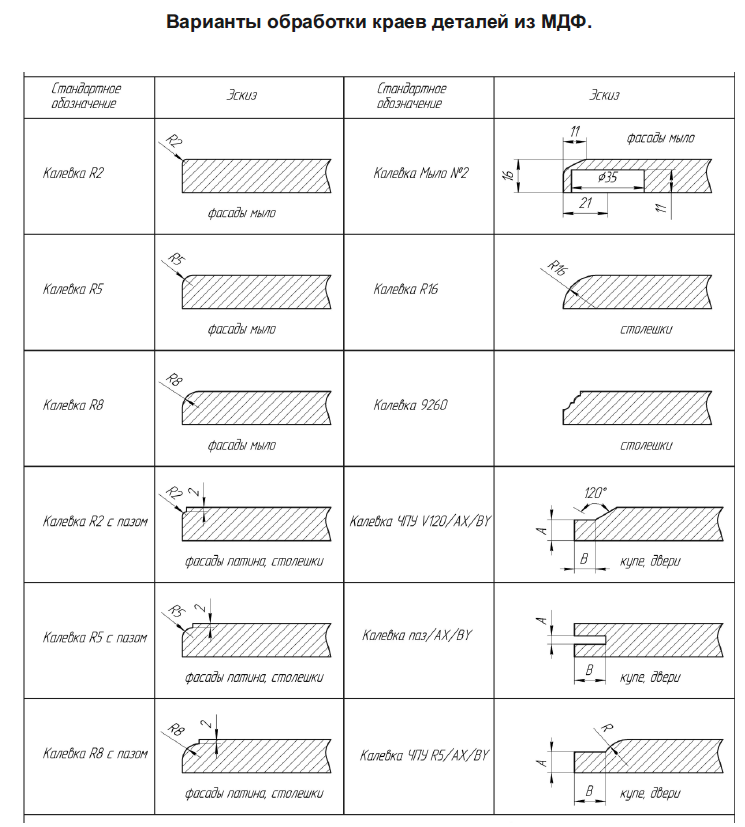 Варианты обработки краев деталей из МДФ.
Стандартное
обозначение
Эскиз
Стандартное
обозначение
Эскиз
Калевка R2
R2
фасады мыло
Калевка Мыло №2
11
фасады мыло
16
ϕ35
21
11
Калевка R5
R5
фасады мыло
Калевка R16
R16
столешки
Калевка R8
R8
фасады мыло
Калевка 9260
столешки
Калевка R2 с пазом
R2
2
фасады патина, столешки
Калевка ЧПУ V120/AX/BY
120°
A
B
купе, двери
Калевка R5 с пазом
R5
2
фасады патина, столешки
Калевка паз/AX/BY
A
B
купе, двери
Калевка R8 с пазом
R8
2
фасады патина, столешки
Калевка ЧПУ R5/AX/BY
R
A
B
купе, двери